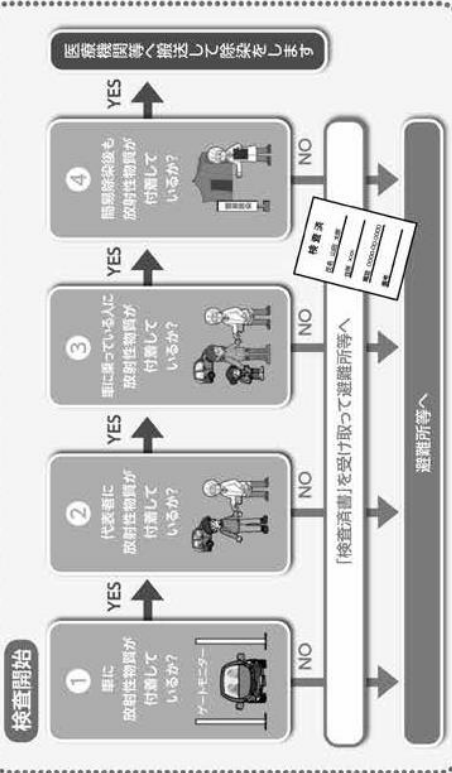 検査開始
1
車に
放射性物質が
付着して
いるか?
ゲートモニター
YES
NO
2
代表者に
放射性物質が
付着して
いるか?
YES
NO
3
車に乗っている人に
放射性物質が
付着して
いるか?
YES
NO
4
簡易除染後も
放射性物質が
付着して
いるか?
YES
NO
医療機関等へ搬送して除染をします
「検査済書」を受け取って避難所等へ
検査済
避難所等へ